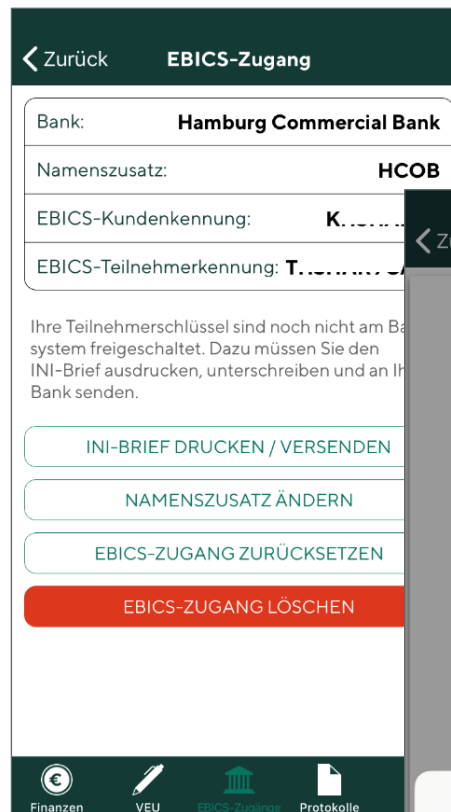 Zurück EBICS-Zugang
Bank: Hamburg Commercial Bank
Namenszusatz: HCOB
EBICS-Kundenkennung:
EBICS-Teilnehmerkennung:
Ihre Teilnehmerschlüssel sind noch nicht am
system freigeschaltet. Dazu müssen Sie den
INI-Brief ausdrucken, unterschreiben und an
Bank senden.
INI-BRIEF DRUCKEN / VERSENDEN
NAMENSZUSATZ ÄNDERN
EBICS-ZUGANG ZURÜCKSETZEN
EBICS-ZUGANG LÖSCHEN
Finanzen VEU EBICS-Zugänge Protokolle